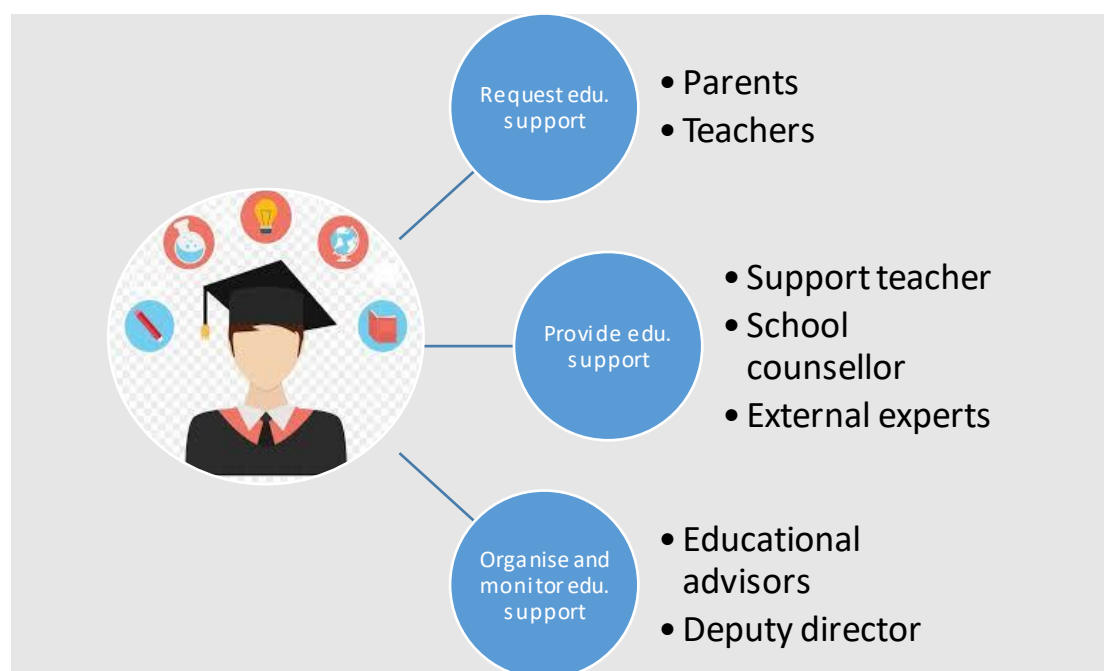 Request edu.
support
• Parents
• Teachers
Provide edu.
support
• Support teacher
• School
counsellor
• External experts
Organise and
monitor edu.
support
• Educational
advisors
• Deputy director